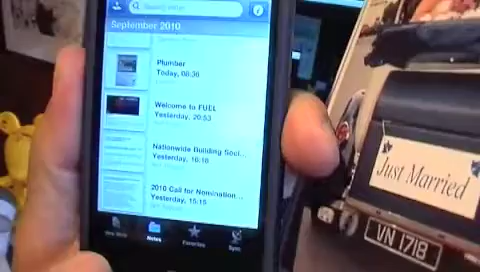 September 2010
Plumber
Today, 08:36
Welcome to FUEL
Yesterday, 20:53
Nationwide Building Soci...
Yesterday, 16:16
2010 Call for Nomination...
Yesterday, 15:15
Notes
Favorites
Sync
Just Married
VN 1718